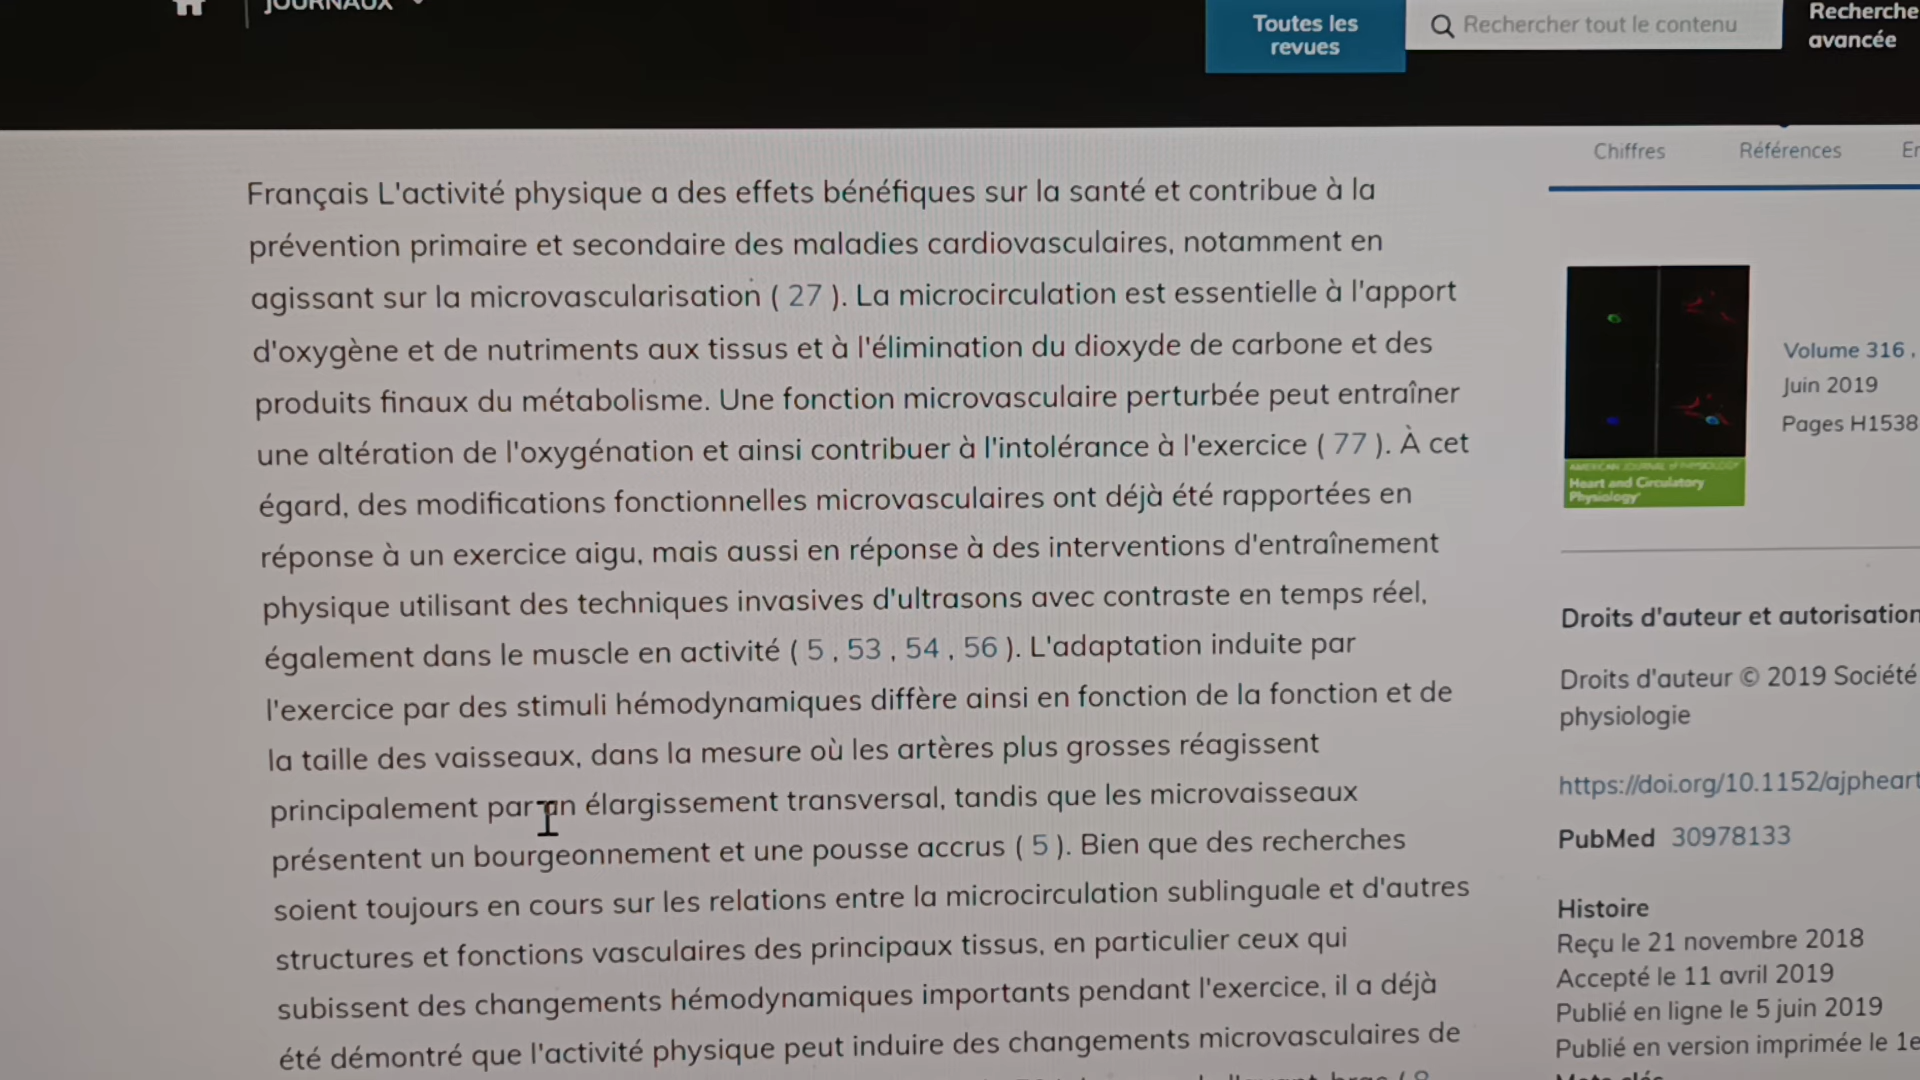 JOURNAUX
Toutes les
revues
Rechercher tout le contenu
Recherche
avancée
Français L'activité physique a des effets bénéfiques sur la santé et contribue à la
prévention primaire et secondaire des maladies cardiovasculaires, notamment en
agissant sur la microvascularisation ( 27 ). La microcirculation est essentielle à l'apport
d'oxygène et de nutriments aux tissus et à l'élimination du dioxyde de carbone et des
produits finaux du métabolisme. Une fonction microvasculaire perturbée peut entraîner
une altération de l'oxygénation et ainsi contribuer à l'intolérance à l'exercice ( 77 ). À cet
égard, des modifications fonctionnelles microvasculaires ont déjà été rapportées en
réponse à un exercice aigu, mais aussi en réponse à des interventions d'entraînement
physique utilisant des techniques invasives d'ultrasons avec contraste en temps réel,
également dans le muscle en activité ( 5 , 53 , 54 , 56 ). L'adaptation induite par
l'exercice par des stimuli hémodynamiques diffère ainsi en fonction de la fonction et de
la taille des vaisseaux, dans la mesure où les artères plus grosses réagissent
principalement par un élargissement transversal, tandis que les microvaisseaux
présentent un bourgeonnement et une pousse accrus ( 5 ). Bien que des recherches
soient toujours en cours sur les relations entre la microcirculation sublinguale et d'autres
structures et fonctions vasculaires des principaux tissus, en particulier ceux qui
subissent des changements hémodynamiques importants pendant l'exercice, il a déjà
été démontré que l'activité physique peut induire des changements microvasculaires de
Chiffres
Références
AMERICAN JOURNAL of PHYSIOLOGY
Heart and Circulatory
Physiology
Volume 316 ,
Juin 2019
Pages H1538
Droits d'auteur et autorisation
Droits d'auteur © 2019 Société
physiologie
https://doi.org/10.1152/ajpheart
PubMed 30978133
Histoire
Reçu le 21 novembre 2018
Accepté le 11 avril 2019
Publié en ligne le 5 juin 2019
Publié en version imprimée le 1e